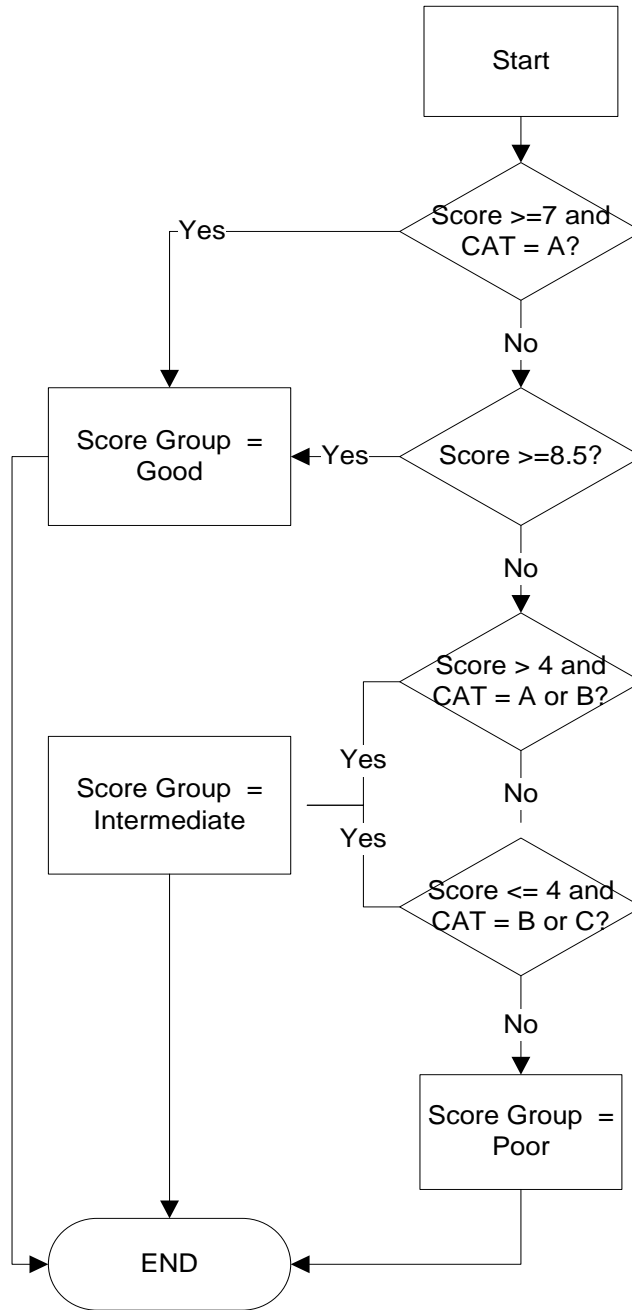 Start
Score >=7 and
CAT = A?
Yes
No
Score Group =
Good
Yes
Score >=8.5?
No
Score > 4 and
CAT = A or B?
Yes
No
Score Group =
Intermediate
Yes
Score <= 4 and
CAT = B or C?
No
Score Group =
Poor
END